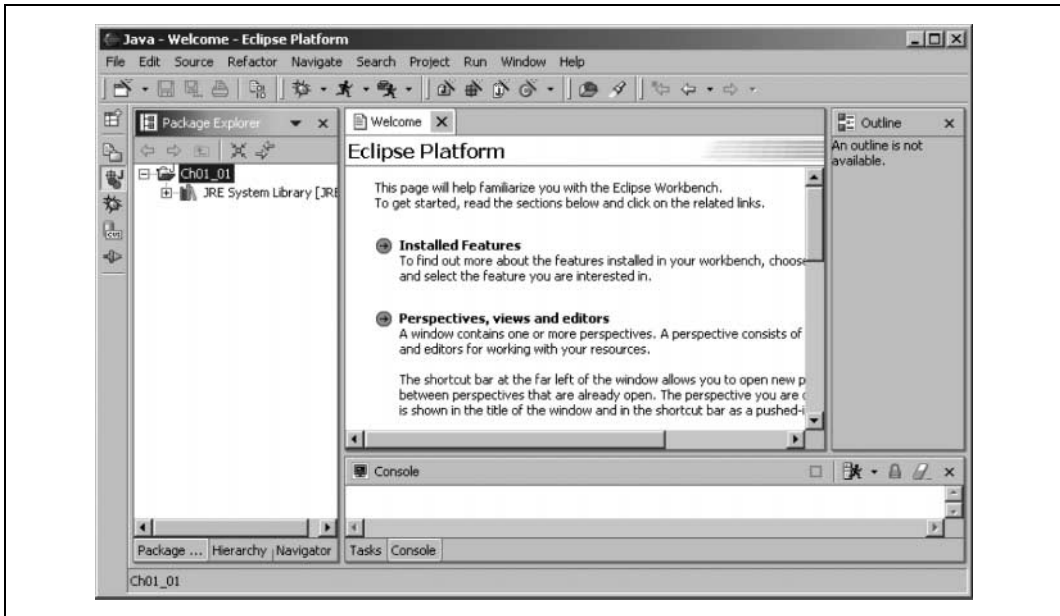 Java - Welcome - Eclipse Platform
File Edit Source Refactor Navigate Search Project Run Window Help
Package Explorer
Welcome
Outline
Eclipse Platform
An outline is not
available.
Ch01_01
JRE System Library [JRE
This page will help familiarize you with the Eclipse Workbench.
To get started, read the sections below and click on the related links.
Installed Features
To find out more about the features installed in your workbench, choose
and select the feature you are interested in.
Perspectives, views and editors
A window contains one or more perspectives. A perspective consists of
and editors for working with your resources.
The shortcut bar at the far left of the window allows you to open new p
between perspectives that are already open. The perspective you are
is shown in the title of the window and in the shortcut bar as a pushed-i
Console
Package ... Hierarchy Navigator
Tasks Console
Ch01_01